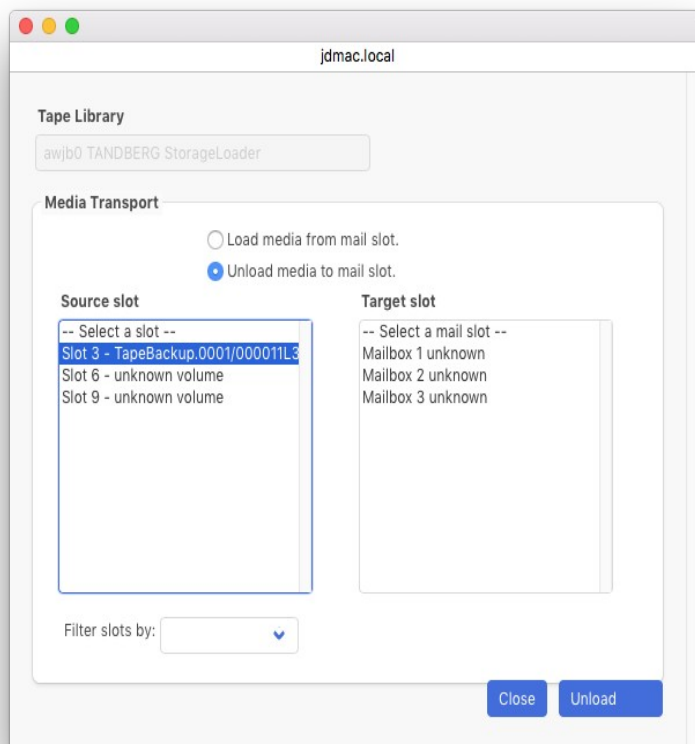 jdmac.local
Tape Library
awjb0 TANDBERG StorageLoader
Media Transport
Load media from mail slot.
Unload media to mail slot.
Source slot
-- Select a slot --
Slot 3 - TapeBackup.0001/000011L3
Slot 6 - unknown volume
Slot 9 - unknown volume
Target slot
-- Select a mail slot --
Mailbox 1 unknown
Mailbox 2 unknown
Mailbox 3 unknown
Filter slots by:
Close Unload